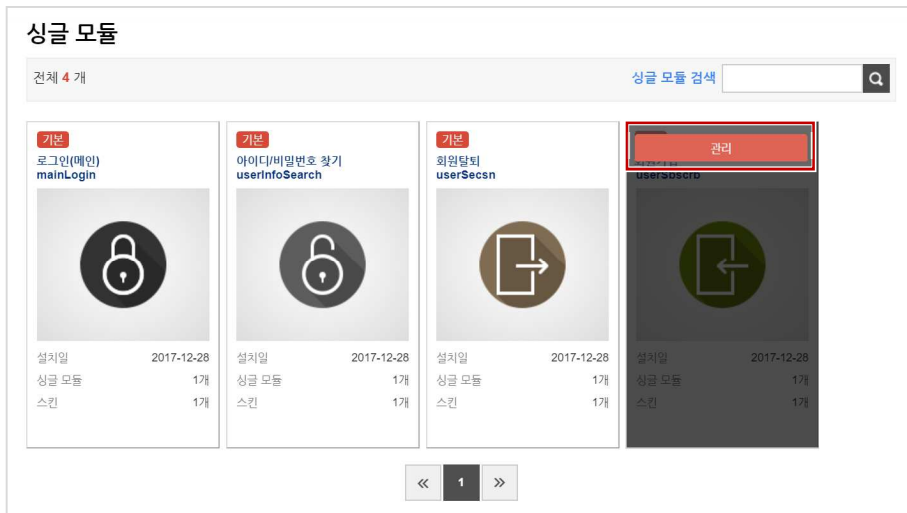 싱글 모듈
전체 4 개
싱글 모듈 검색
기본
로그인(메인)
mainLogin
설치일 2017-12-28
싱글 모듈 1개
스킨 1개
기본
아이디/비밀번호 찾기
userInfoSearch
설치일 2017-12-28
싱글 모듈 1개
스킨 1개
기본
회원탈퇴
userSecsn
설치일 2017-12-28
싱글 모듈 1개
스킨 1개
관리
userSbscrb
설치일 2017-12-28
싱글 모듈 1개
스킨 1개
« 1 »